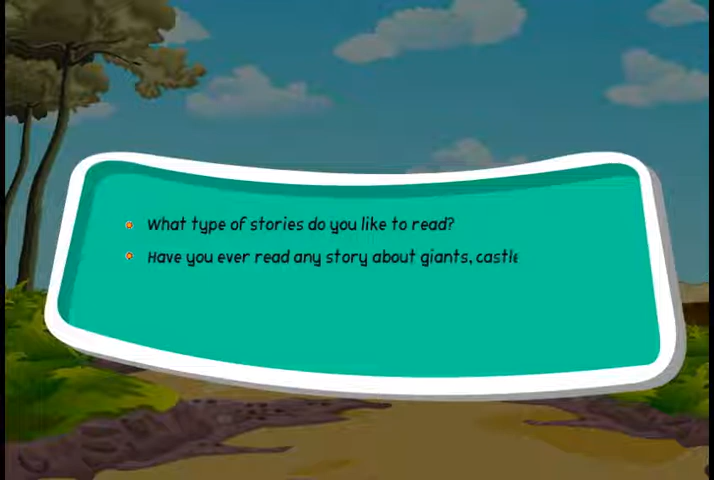 What type of stories do you like to read?
Have you ever read any story about giants, castle